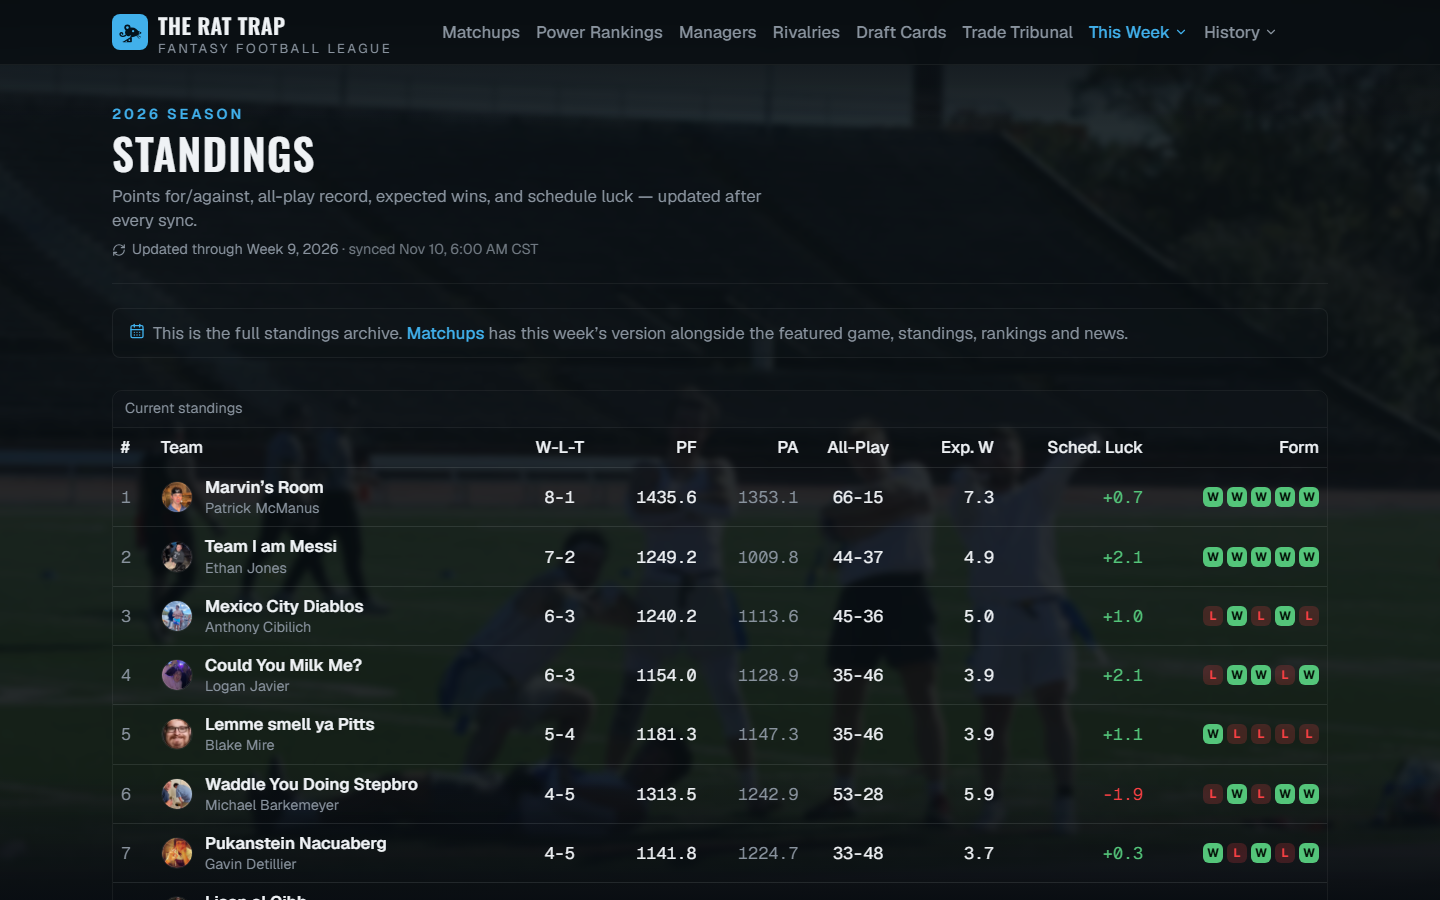 THE RAT TRAP
FANTASY FOOTBALL LEAGUE
Matchups Power Rankings Managers Rivalries Draft Cards Trade Tribunal This Week History
2026 SEASON
STANDINGS
Points for/against, all-play record, expected wins, and schedule luck — updated after
every sync.
Updated through Week 9, 2026 · synced Nov 10, 6:00 AM CST
This is the full standings archive. Matchups has this week’s version alongside the featured game, standings, rankings and news.
Current standings
# Team W-L-T PF PA All-Play Exp. W Sched. Luck Form
1 Marvin’s Room 8-1 1435.6 1353.1 66-15 7.3 +0.7 W W W W W
Patrick McManus
2 Team I am Messi 7-2 1249.2 1009.8 44-37 4.9 +2.1 W W W W W
Ethan Jones
3 Mexico City Diablos 6-3 1240.2 1113.6 45-36 5.0 +1.0 L W L W L
Anthony Cibilich
4 Could You Milk Me? 6-3 1154.0 1128.9 35-46 3.9 +2.1 L W W L W
Logan Javier
5 Lemme smell ya Pitts 5-4 1181.3 1147.3 35-46 3.9 +1.1 W L L L L
Blake Mire
6 Waddle You Doing Stepbro 4-5 1313.5 1242.9 53-28 5.9 -1.9 L W L W W
Michael Barkemeyer
7 Pukanstein Nacuaberg 4-5 1141.8 1224.7 33-48 3.7 +0.3 W L W L W
Gavin Detillier